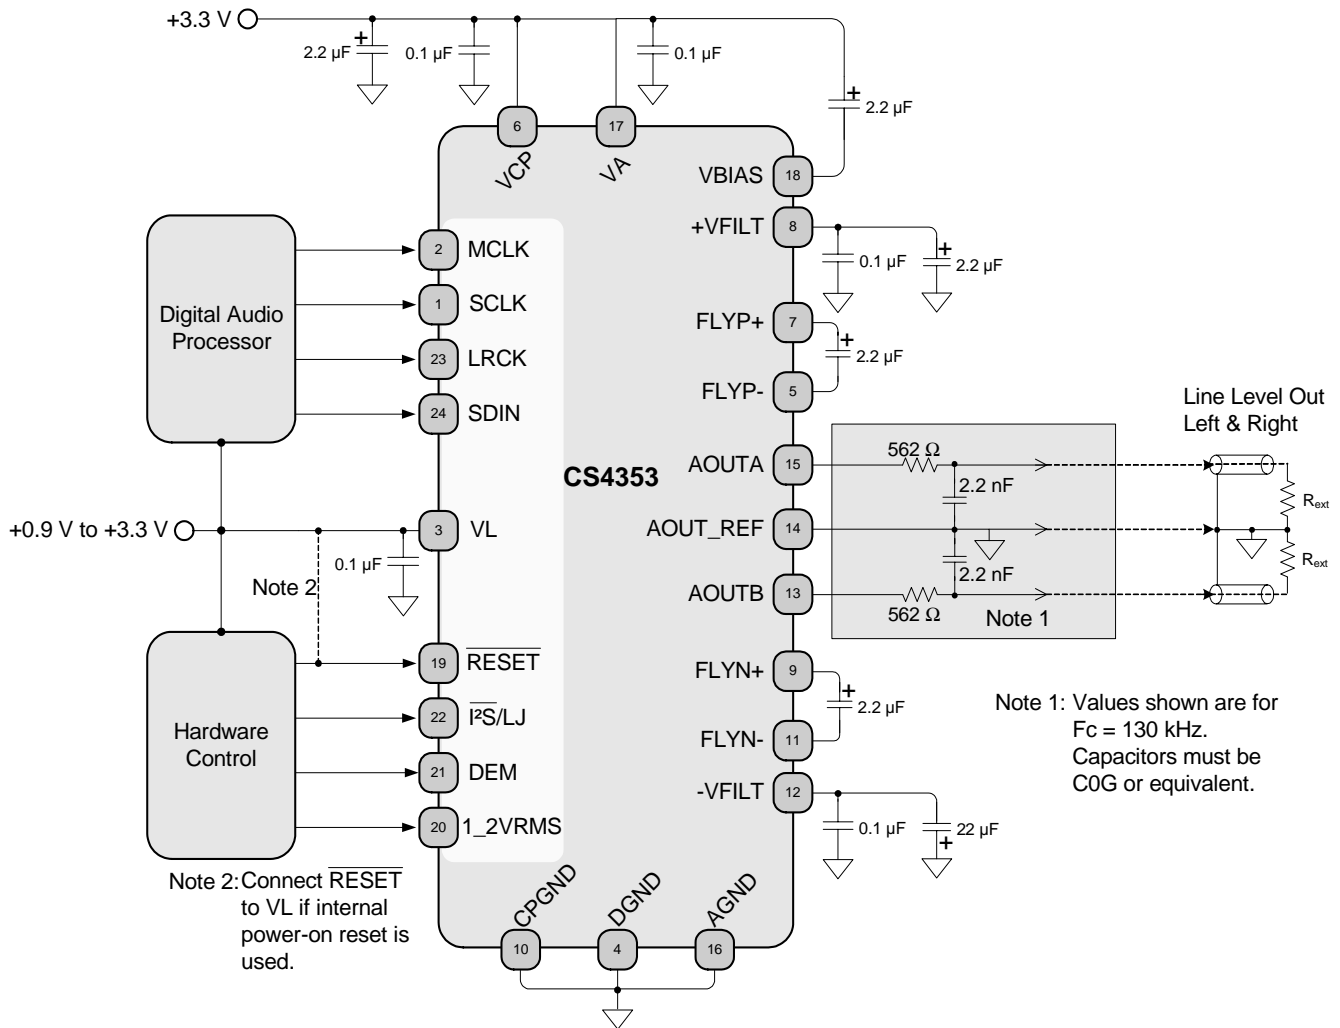 +3.3 V
2.2 µF
0.1 µF
0.1 µF
2.2 µF
6
17
VCP
VA
VBIAS
18
+VFILT
8
0.1 µF
2.2 µF
Digital Audio
Processor
2
MCLK
1
SCLK
23
LRCK
24
SDIN
FLYP+
7
2.2 µF
FLYP-
5
CS4353
Line Level Out
Left & Right
AOUTA
15
562 Ω
2.2 nF
Rext
+0.9 V to +3.3 V
3
VL
0.1 µF
Note 2
AOUT_REF
14
2.2 nF
Rext
AOUTB
13
562 Ω
Note 1
Hardware
Control
19
RESET
22
I²S/LJ
21
DEM
20
1_2VRMS
FLYN+
9
2.2 µF
FLYN-
11
-VFILT
12
0.1 µF
22 µF
Note 1: Values shown are for
Fc = 130 kHz.
Capacitors must be
C0G or equivalent.
Note 2: Connect RESET
to VL if internal
power-on reset is
used.
CPGND
DGND
AGND
10
4
16